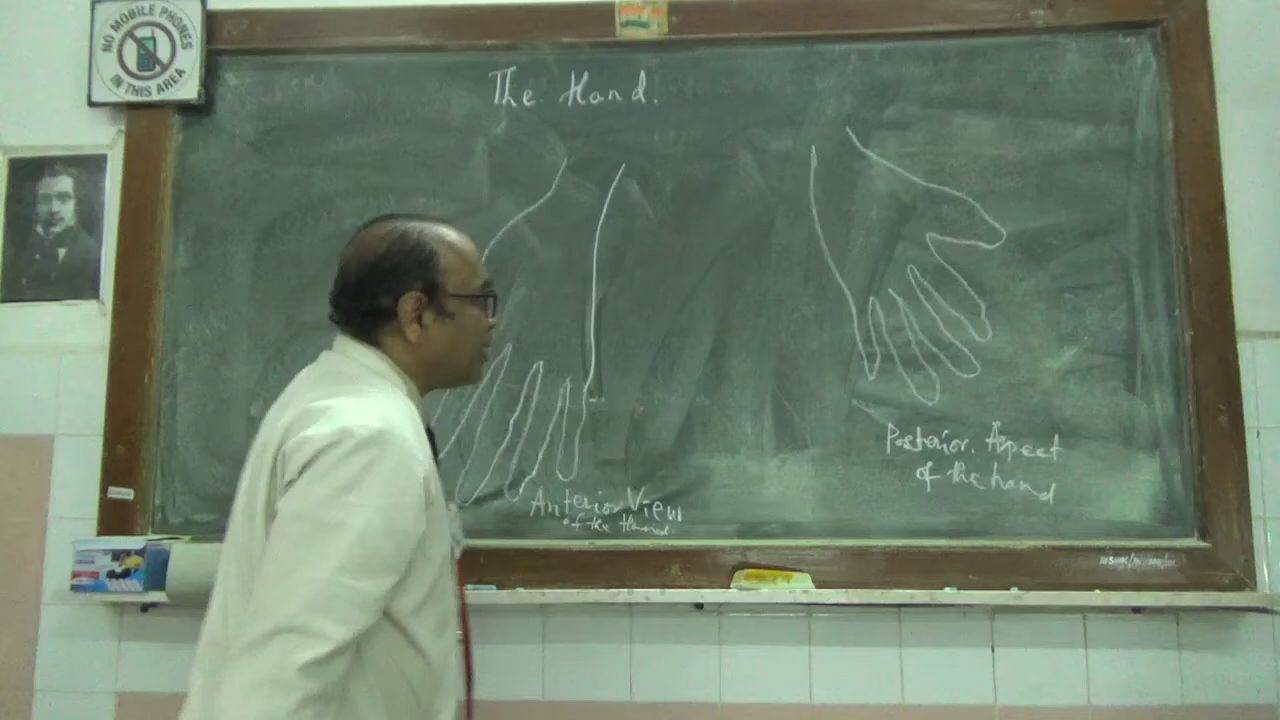 NO MOBILE PHONES
IN THIS AREA
The Hand.
Anterior View
of the Hand
Posterior. Aspect
of the hand